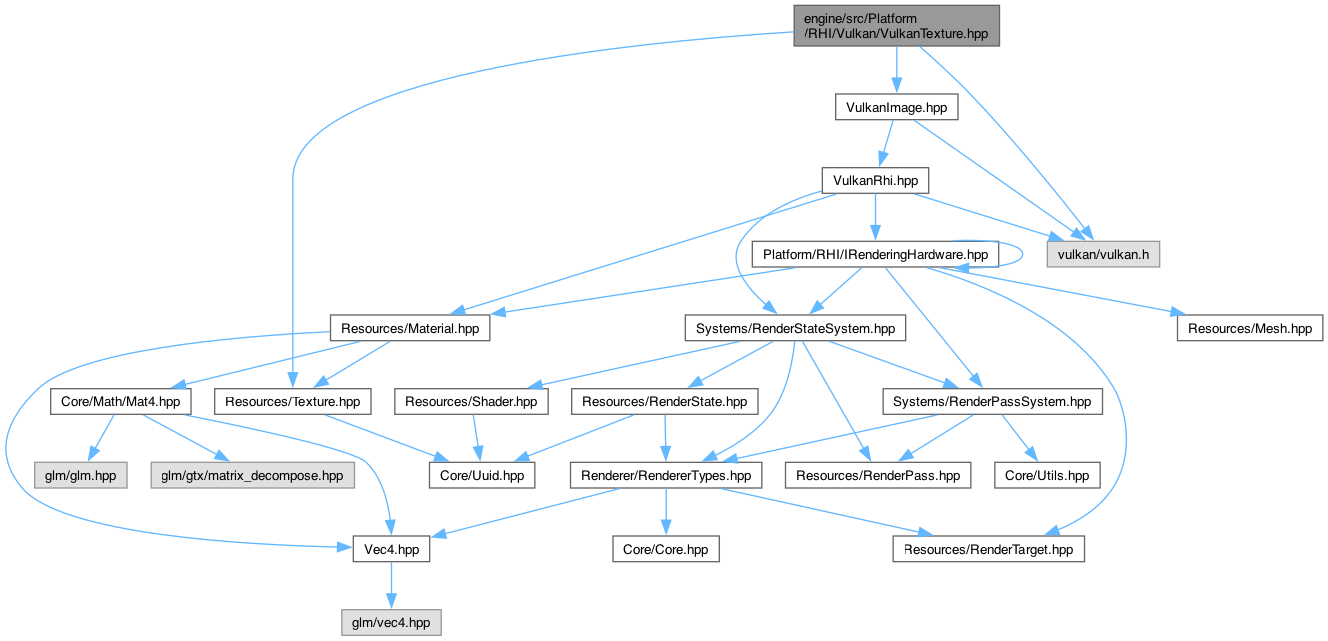 engine/src/Platform
/RHI/Vulkan/VulkanTexture.hpp
VulkanImage.hpp
VulkanRhi.hpp
Platform/RHI/IRenderingHardware.hpp
vulkan/vulkan.h
Resources/Material.hpp
Systems/RenderStateSystem.hpp
Resources/Mesh.hpp
Core/Math/Mat4.hpp
Resources/Texture.hpp
Resources/Shader.hpp
Resources/RenderState.hpp
Systems/RenderPassSystem.hpp
glm/glm.hpp
glm/gtx/matrix_decompose.hpp
Core/Uuid.hpp
Renderer/RendererTypes.hpp
Resources/RenderPass.hpp
Core/Utils.hpp
Vec4.hpp
Core/Core.hpp
Resources/RenderTarget.hpp
glm/vec4.hpp